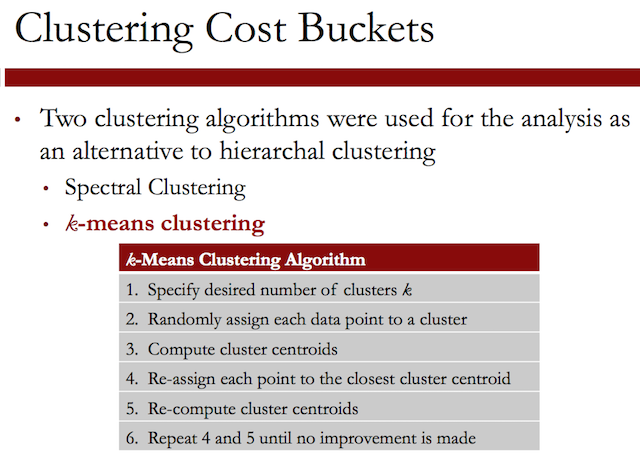 Clustering Cost Buckets
• Two clustering algorithms were used for the analysis as
an alternative to hierarchal clustering
• Spectral Clustering
• k-means clustering
k-Means Clustering Algorithm
1. Specify desired number of clusters k
2. Randomly assign each data point to a cluster
3. Compute cluster centroids
4. Re-assign each point to the closest cluster centroid
5. Re-compute cluster centroids
6. Repeat 4 and 5 until no improvement is made